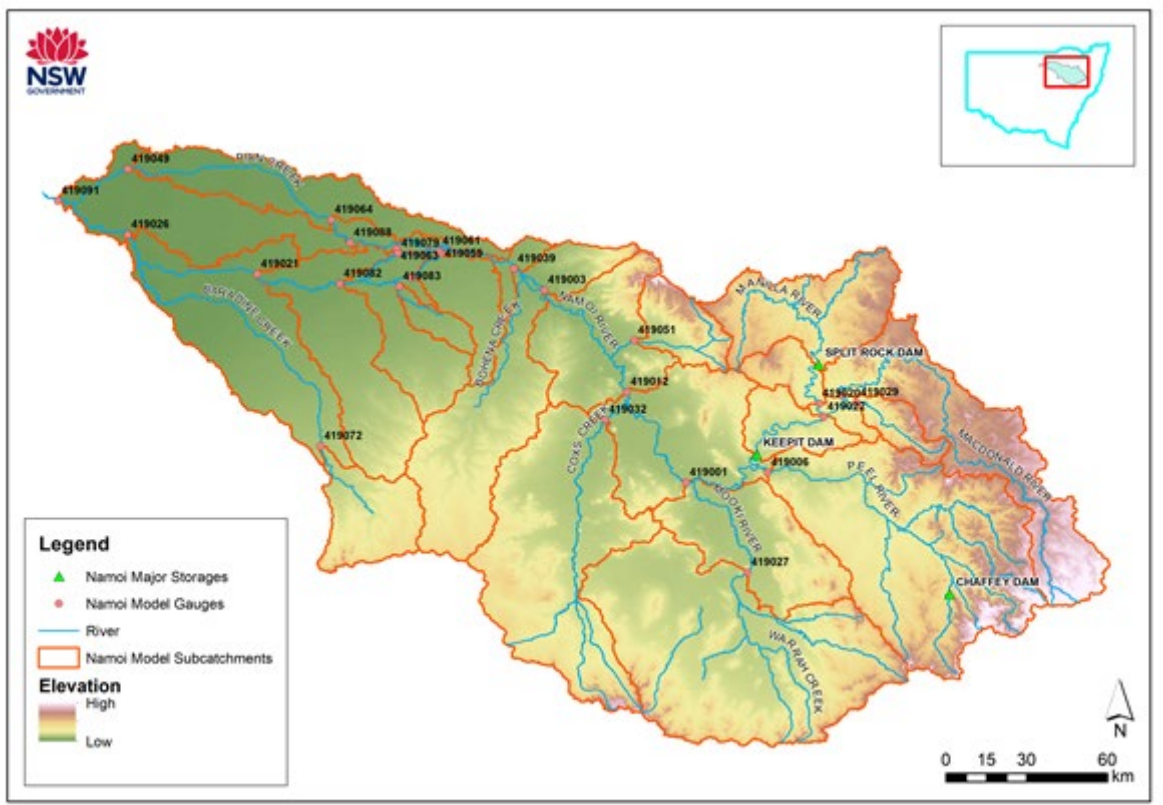 NSW
GOVERNMENT
419049
PIAN CREEK
419091
419064
419026
419088
419079
419061
419063
419059
419039
419021
419082
419083
419003
MANILLA RIVER
NAMOI RIVER
BARADINE CREEK
BOHENA CREEK
419051
SPLIT ROCK DAM
419012
419020
419029
419032
419022
COXS CREEK
419072
KEEPIT DAM
MACDONALD RIVER
419006
PEEL RIVER
419001
MOOKI RIVER
419027
CHAFFEY DAM
WARRAH CREEK
Legend
Namoi Major Storages
Namoi Model Gauges
River
Namoi Model Subcatchments
Elevation
High
Low
N
0 15 30 60
km